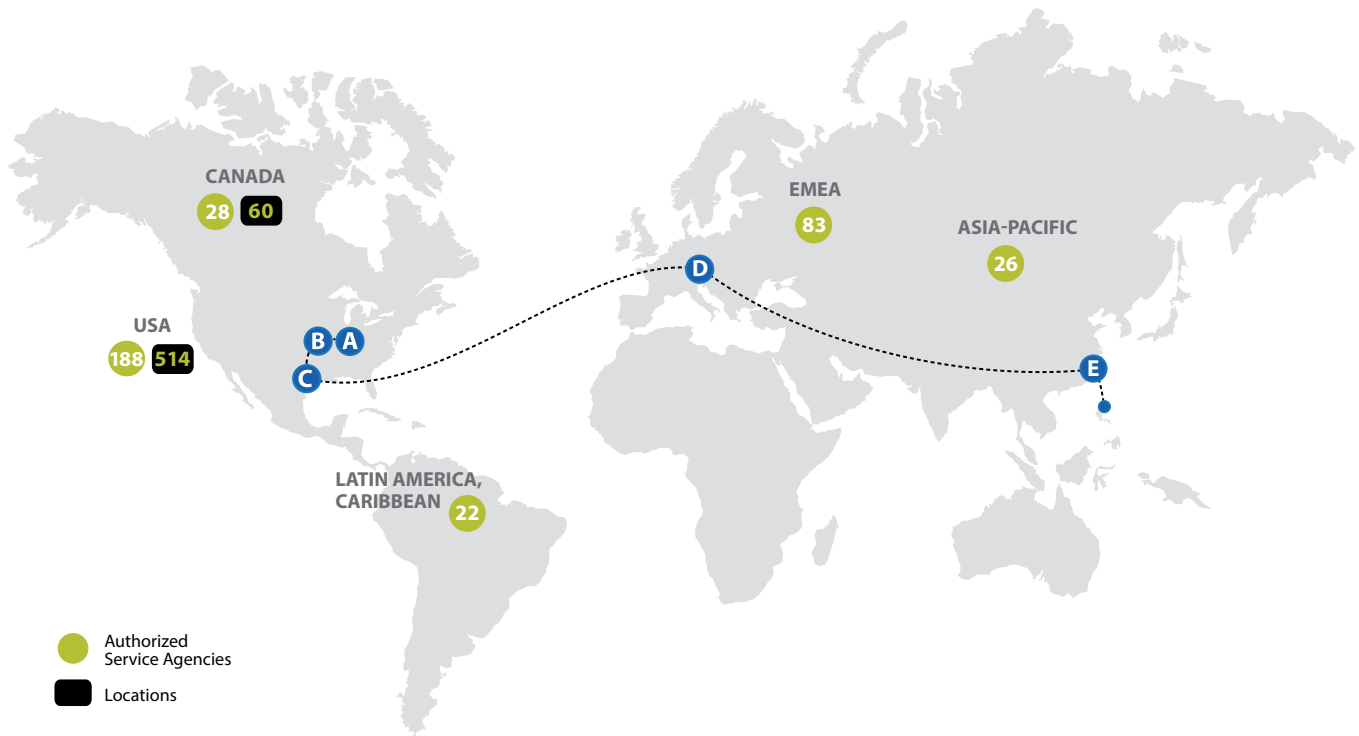 CANADA
28 60
EMEA
83
ASIA-PACIFIC
26
D
USA
188 514
B A
C
E
LATIN AMERICA,
CARIBBEAN 22
Authorized
Service Agencies
Locations